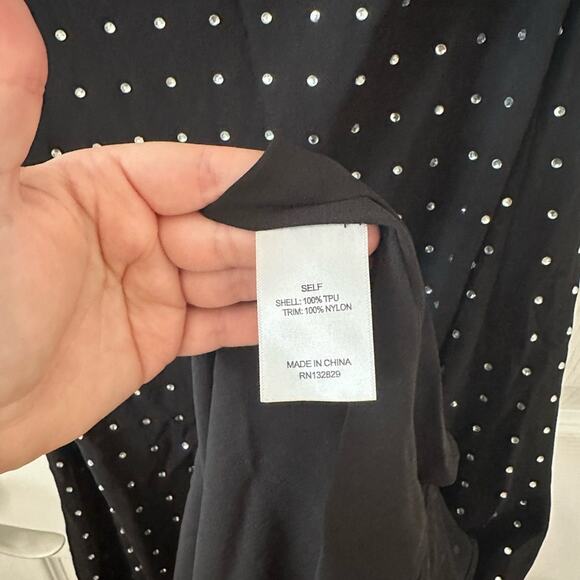 SELF
SHELL: 100% TPU
TRIM: 100% NYLON
MADE IN CHINA
RN132829